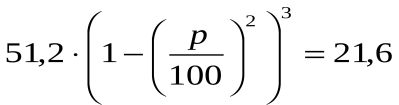 51,2 · (1 − (p/100)²)³ = 21,6